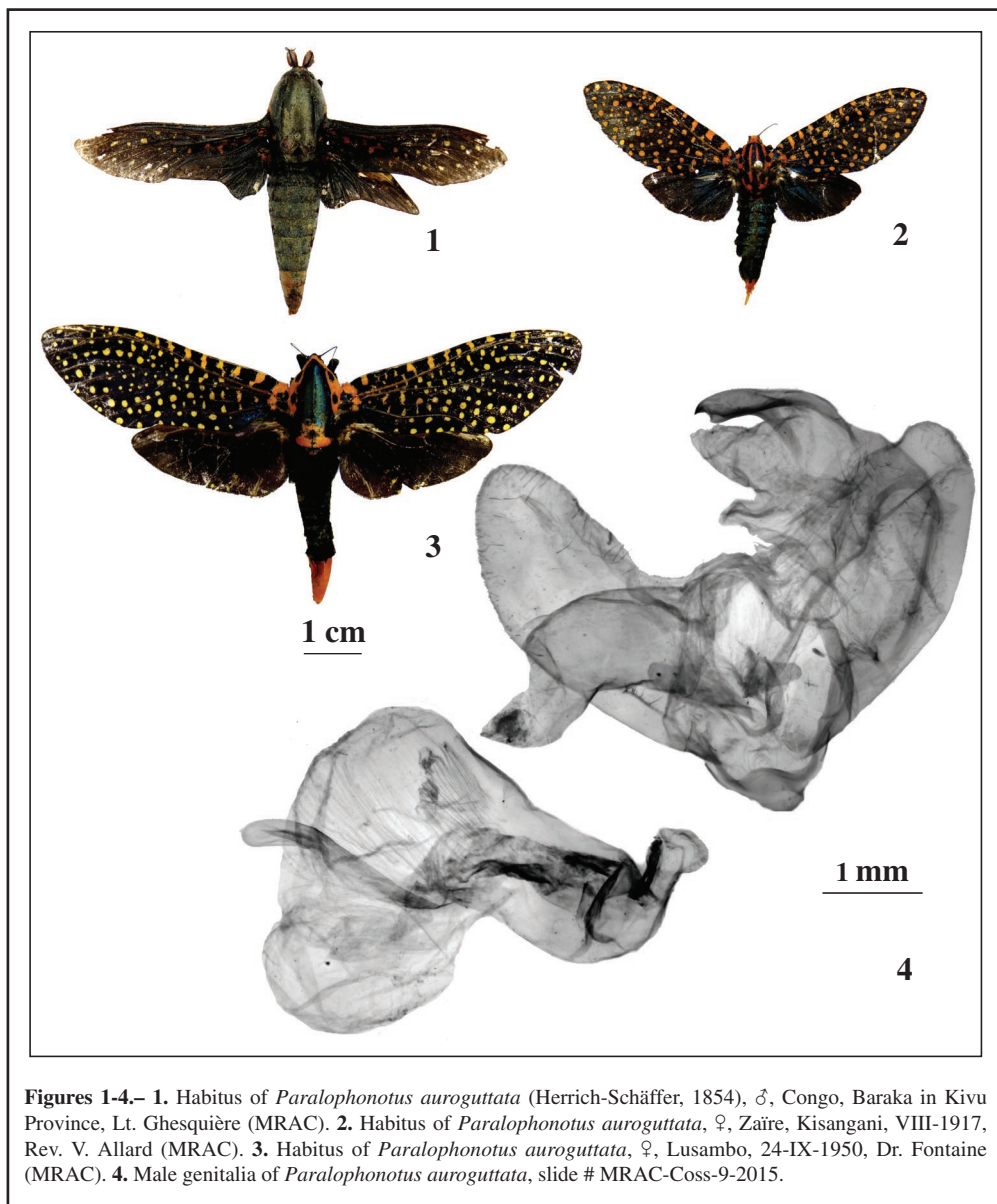 1
2
3
1 cm
1 mm
4
Figures 1-4.– 1. Habitus of Paralophonotus auroguttata (Herrich-Schäffer, 1854), ♂, Congo, Baraka in Kivu
Province, Lt. Ghesquière (MRAC). 2. Habitus of Paralophonotus auroguttata, ♀, Zaïre, Kisangani, VIII-1917,
Rev. V. Allard (MRAC). 3. Habitus of Paralophonotus auroguttata, ♀, Lusambo, 24-IX-1950, Dr. Fontaine
(MRAC). 4. Male genitalia of Paralophonotus auroguttata, slide # MRAC-Coss-9-2015.